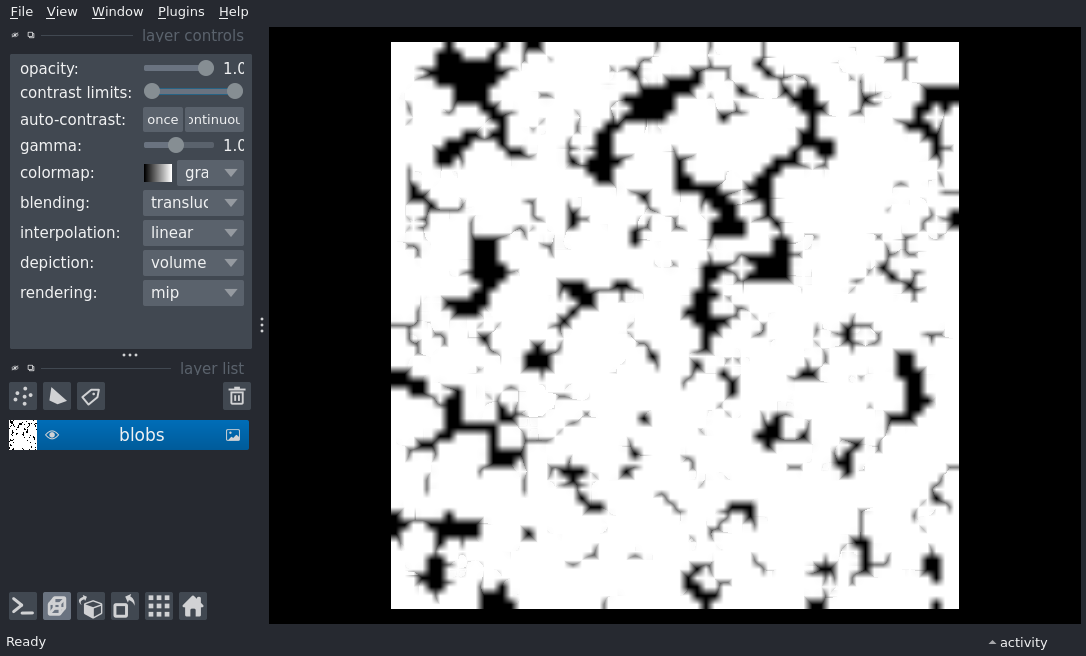 File View Window Plugins Help
layer controls
opacity: 1.0
contrast limits:
auto-contrast: once ontinuou
gamma: 1.0
colormap: gra
blending: transluc
interpolation: linear
depiction: volume
rendering: mip
layer list
blobs
Ready
activity